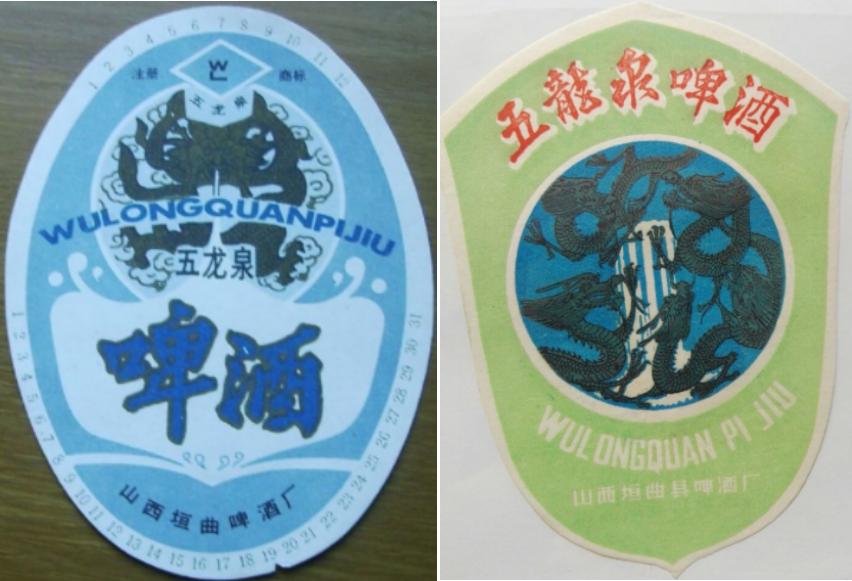 1 2 3 4 5 6 7 8 9 10 11 12
注册 商标
五龙泉
WULONGQUANPIJIU
五龙泉
啤酒
山西垣曲啤酒厂
1 2 3 4 5 6 7 8 9 10 11 12 13 14 15 16 17 18 19 20 21 22 23 24 25 26 27 28 29 30 31
五龍泉啤酒
WULONGQUAN PI JIU
山西垣曲县啤酒厂